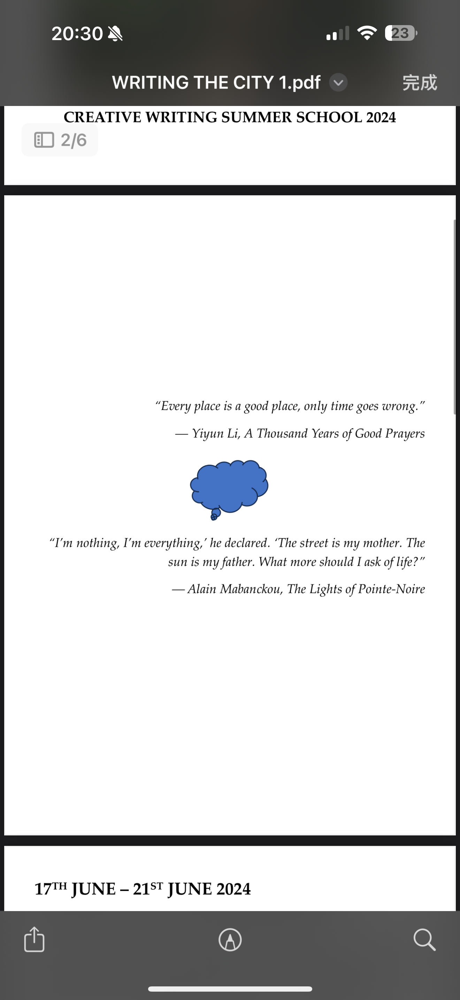 20:30
23
WRITING THE CITY 1.pdf
完成
CREATIVE WRITING SUMMER SCHOOL 2024
2/6
“Every place is a good place, only time goes wrong.”
— Yiyun Li, A Thousand Years of Good Prayers
“I’m nothing, I’m everything,’ he declared. ‘The street is my mother. The
sun is my father. What more should I ask of life?”
— Alain Mabanckou, The Lights of Pointe-Noire
17TH JUNE – 21ST JUNE 2024